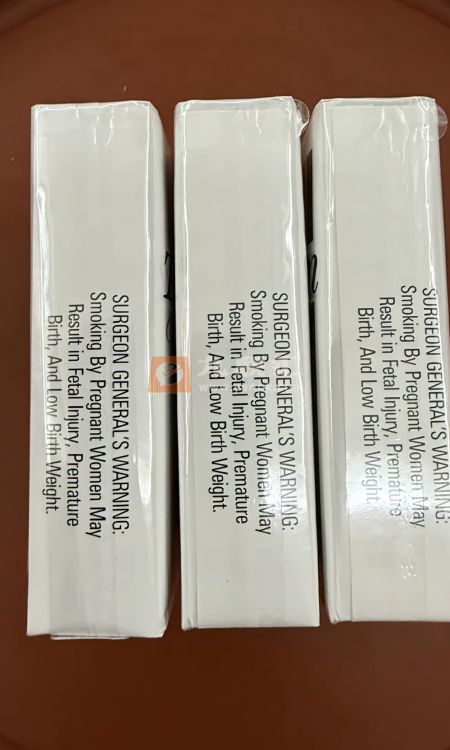 SURGEON GENERAL'S WARNING:
Smoking By Pregnant Women May
Result in Fetal Injury, Premature
Birth, And Low Birth Weight.
SURGEON GENERAL'S WARNING:
Smoking By Pregnant Women May
Result in Fetal Injury, Premature
Birth, And Low Birth Weight.
SURGEON GENERAL'S WARNING:
Smoking By Pregnant Women May
Result in Fetal Injury, Premature
Birth, And Low Birth Weight.